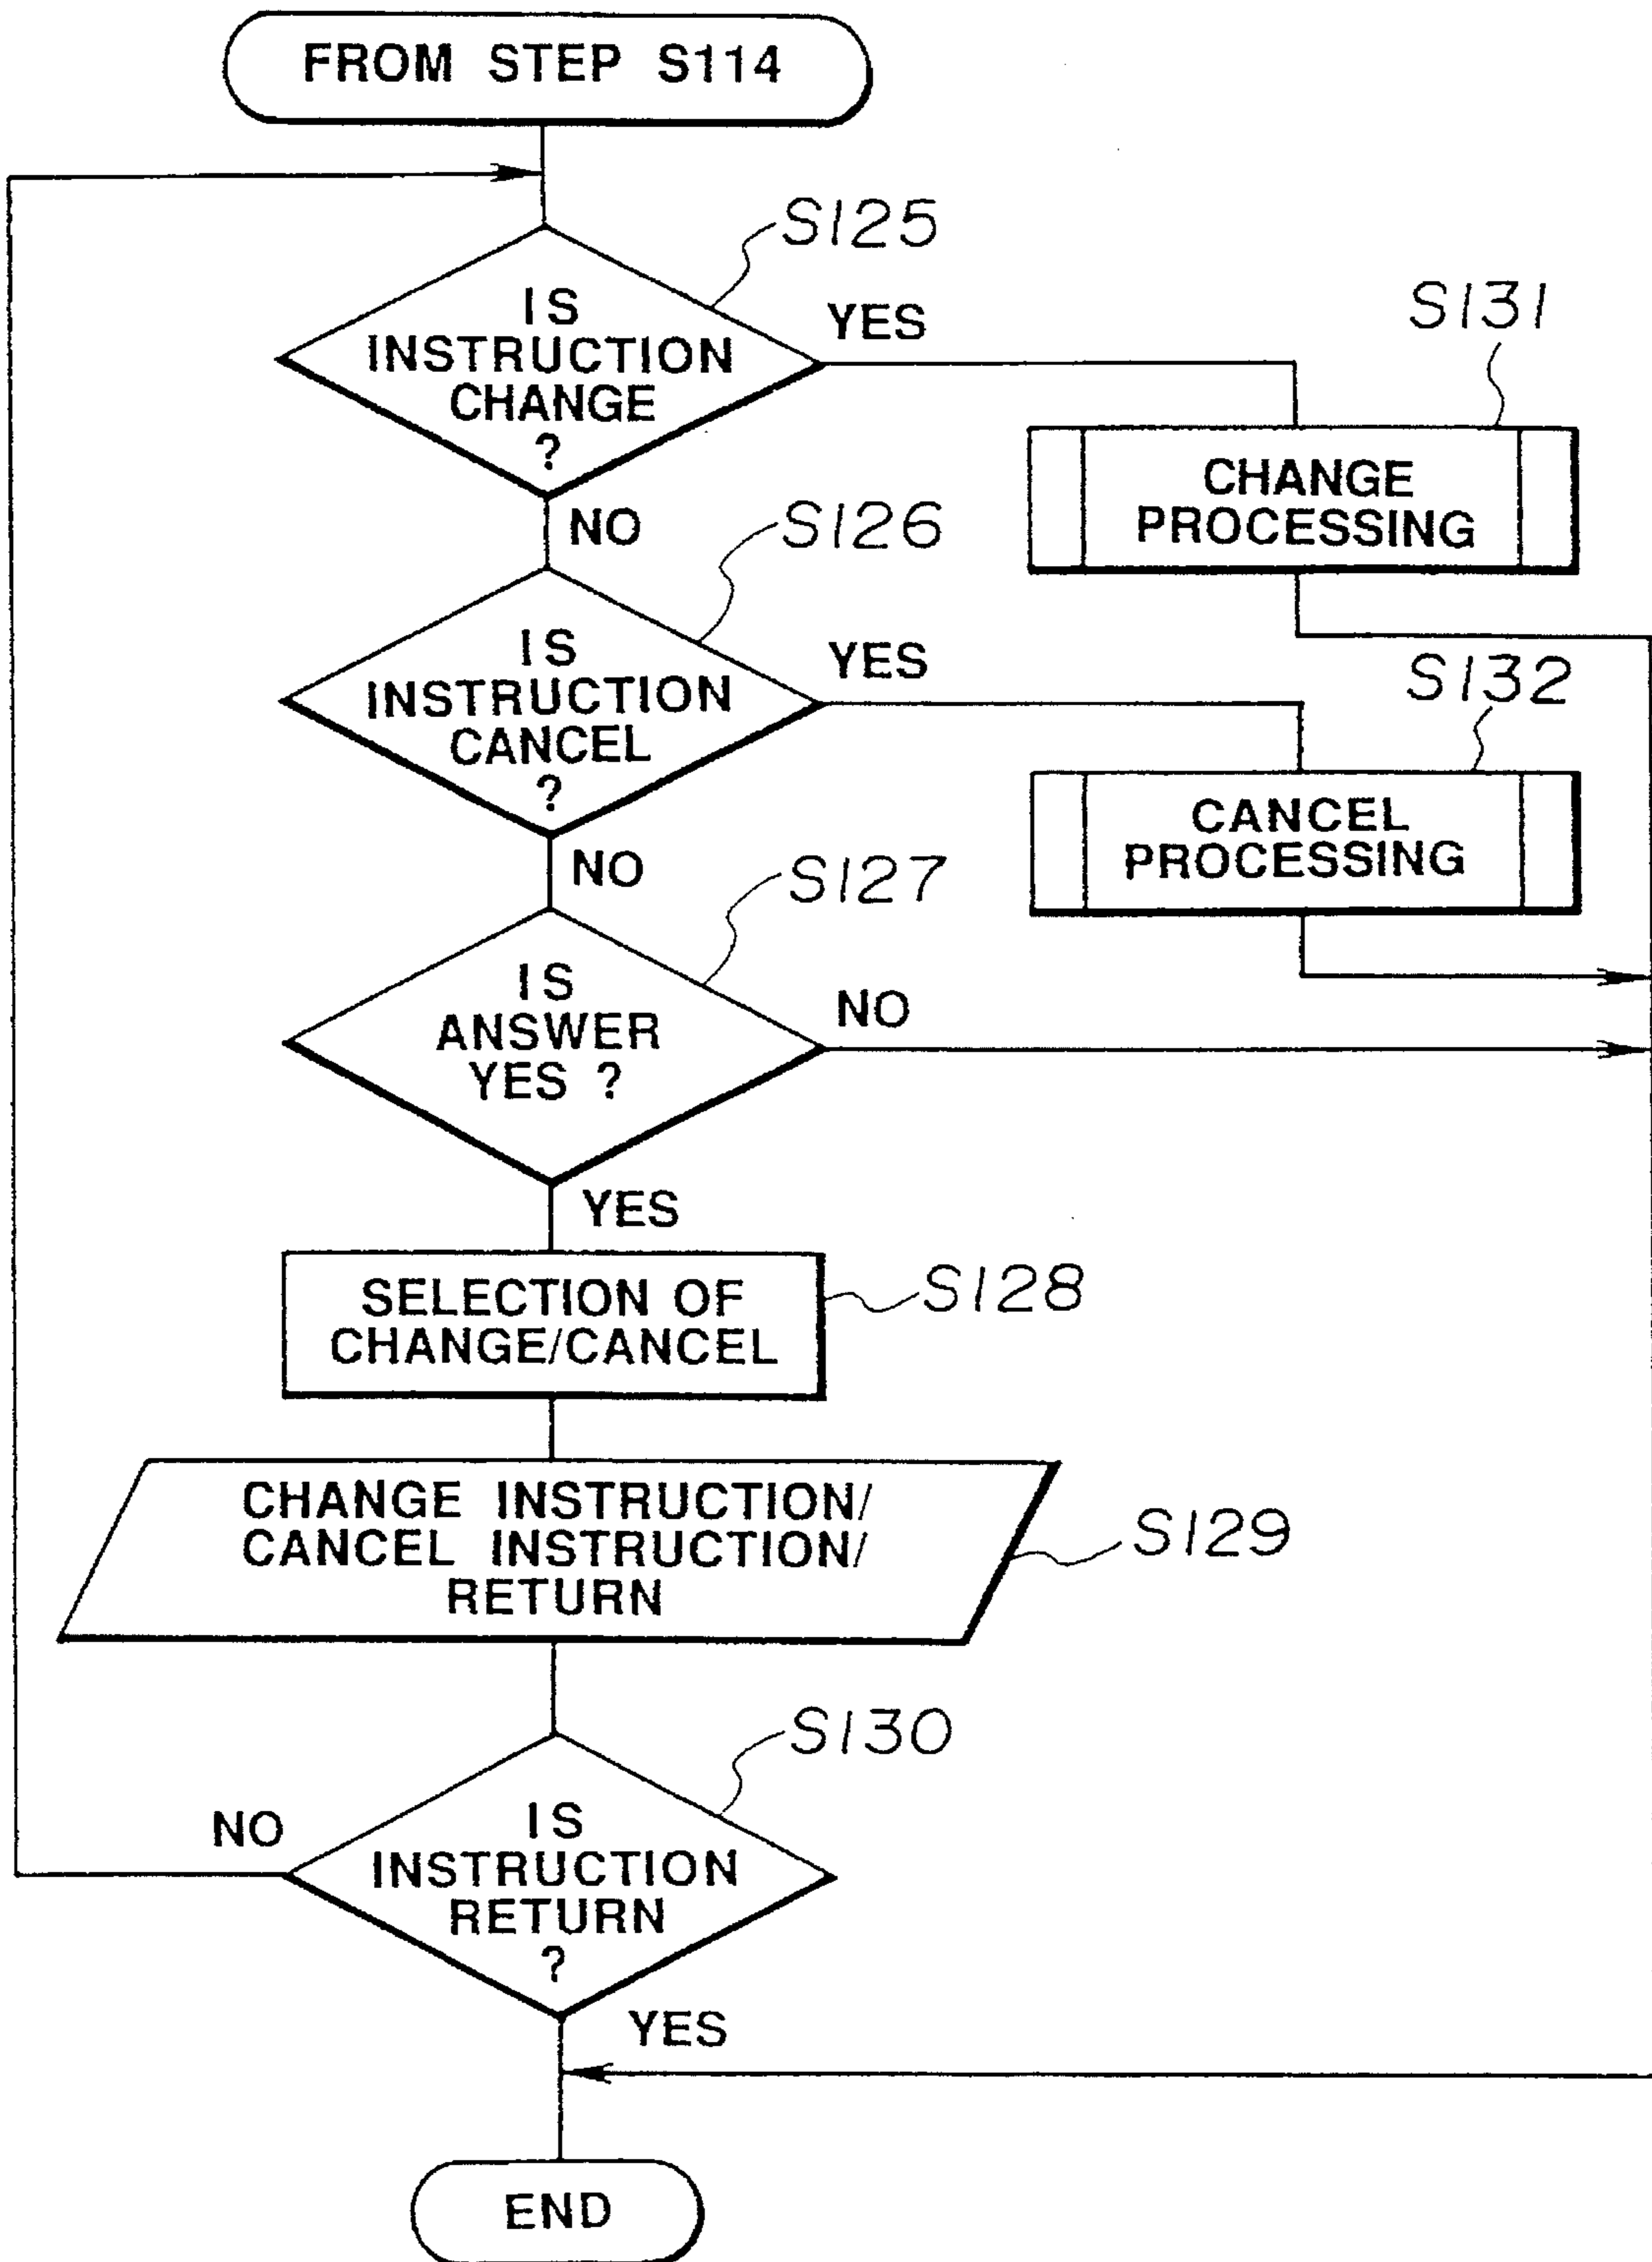 FROM STEP S114
S125
IS
INSTRUCTION
CHANGE
?
YES
S131
CHANGE
PROCESSING
NO
S126
IS
INSTRUCTION
CANCEL
?
YES
S132
CANCEL
PROCESSING
NO
S127
IS
ANSWER
YES ?
NO
YES
SELECTION OF
CHANGE/CANCEL
S128
CHANGE INSTRUCTION/
CANCEL INSTRUCTION/
RETURN
S129
S130
IS
INSTRUCTION
RETURN
?
NO
YES
END